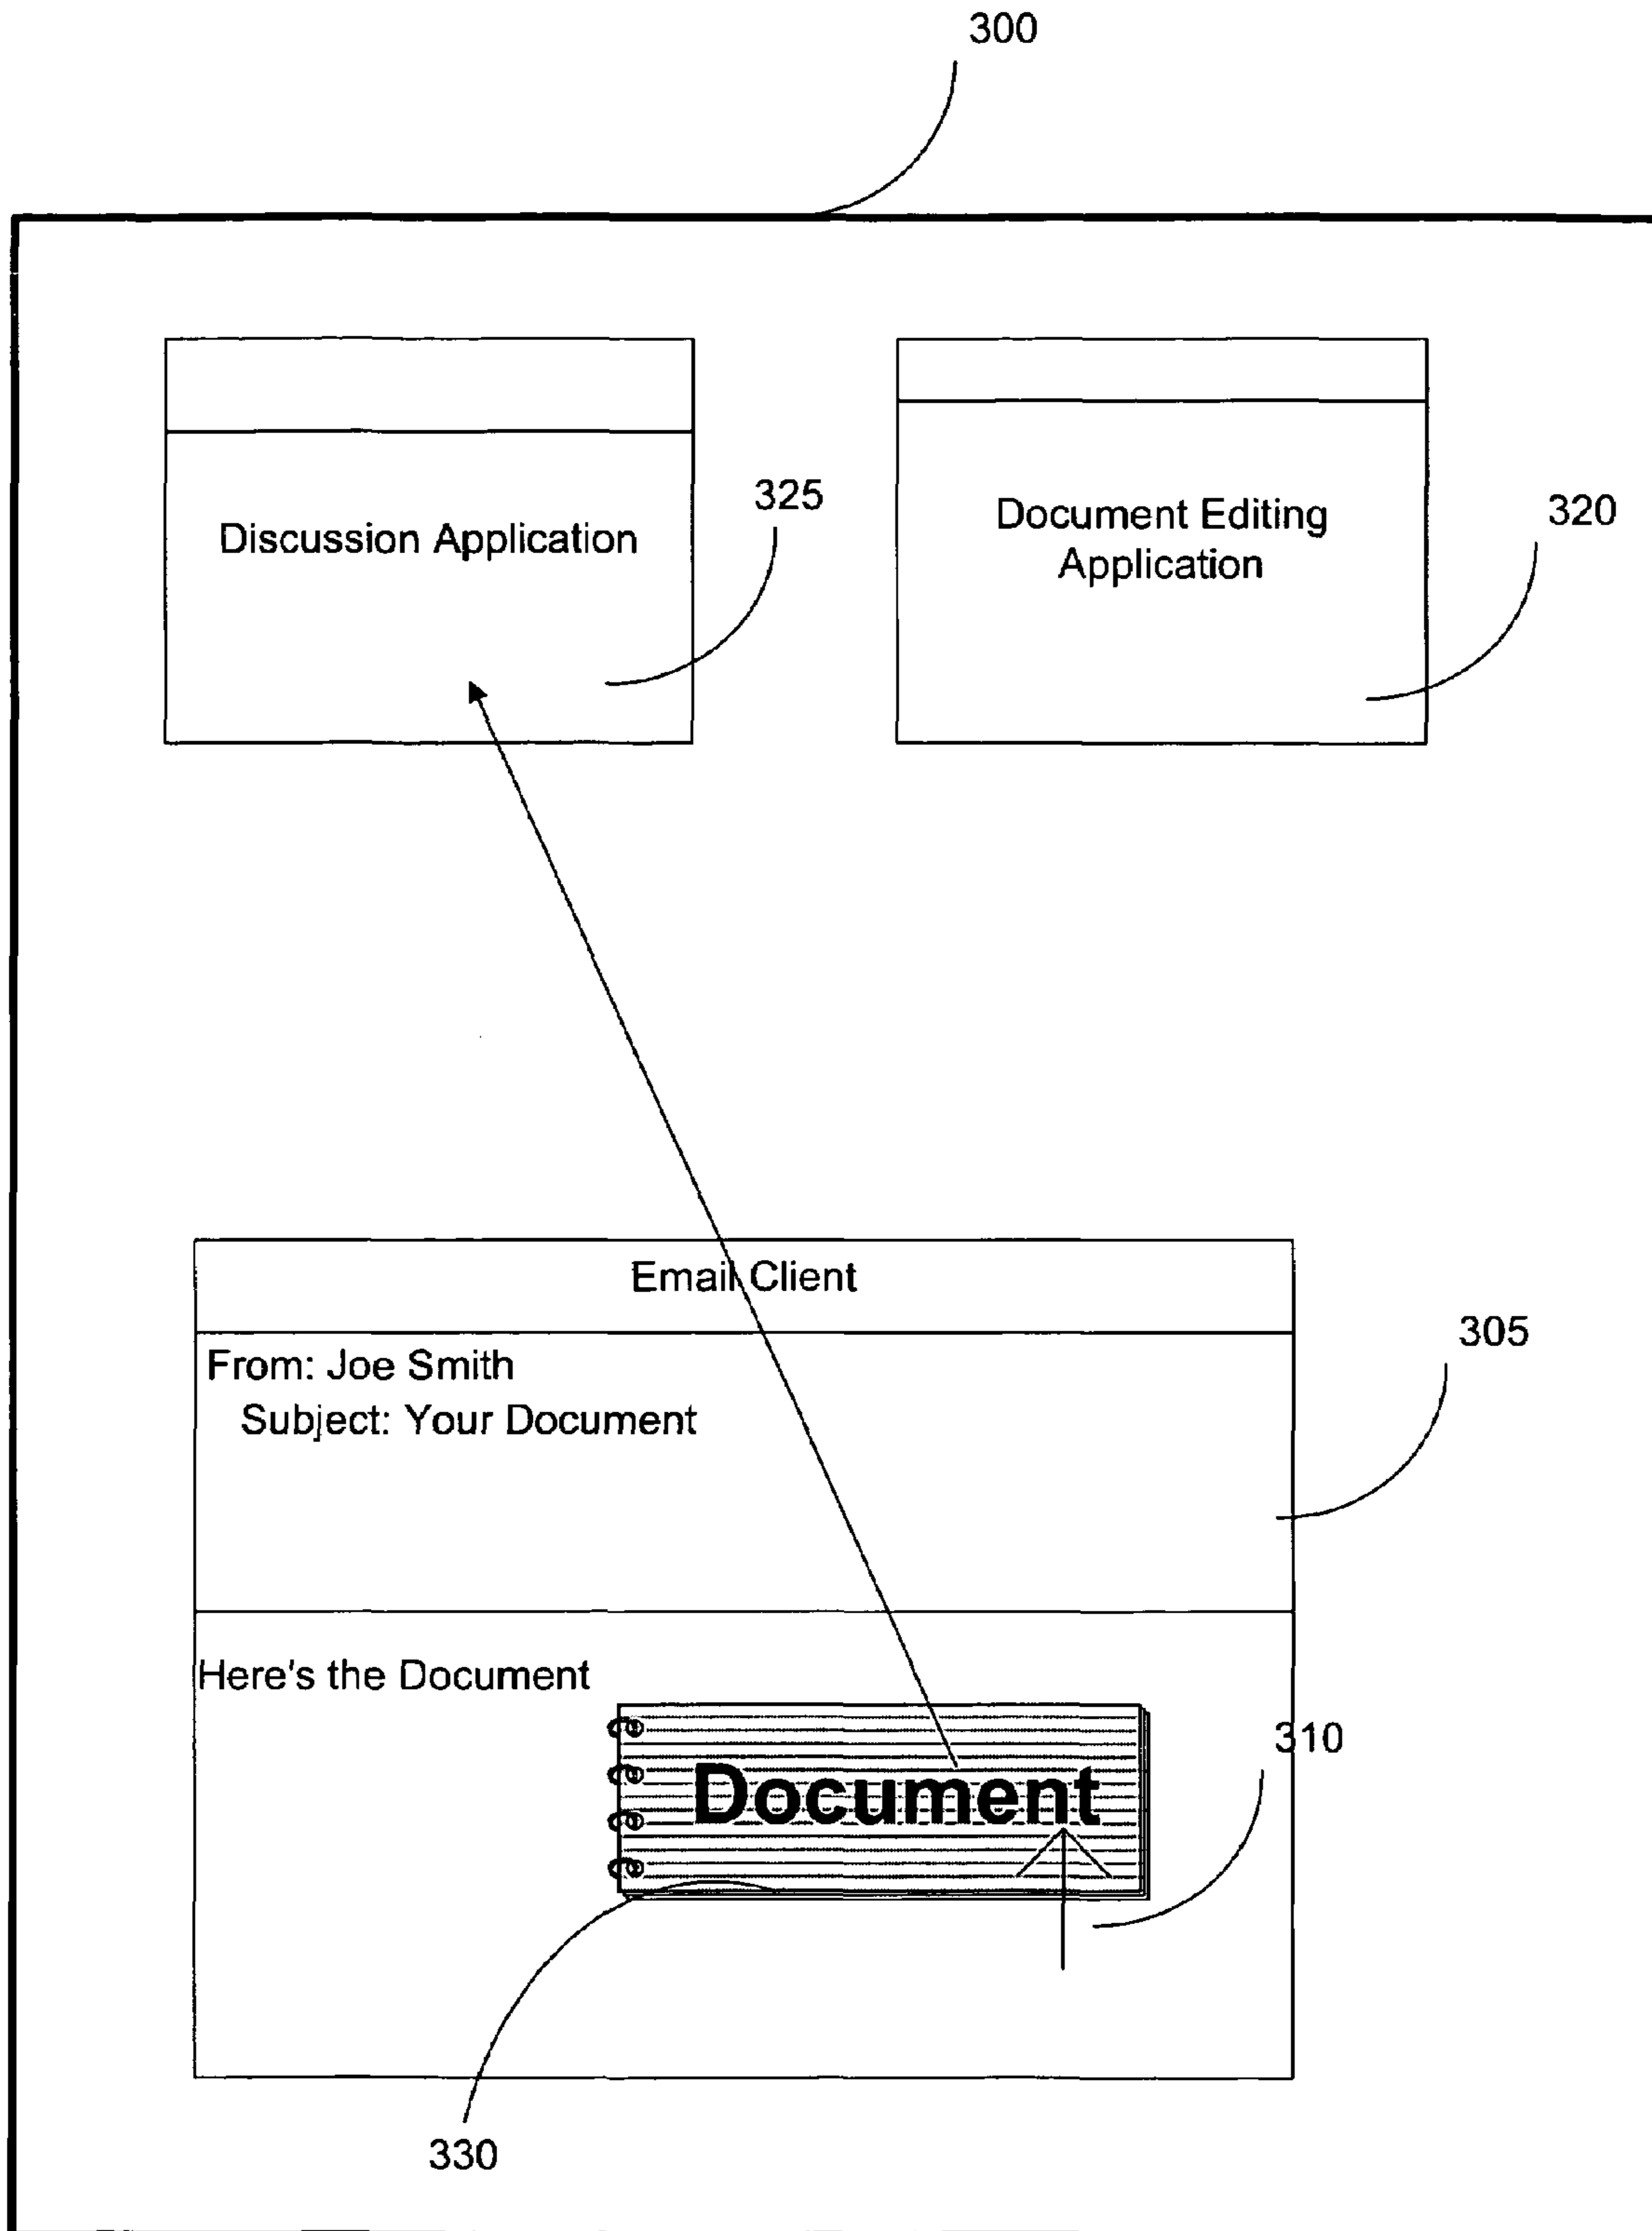 300
Discussion Application
325
Document Editing
Application
320
Email Client
From: Joe Smith
Subject: Your Document
305
Here's the Document
310
Document
330